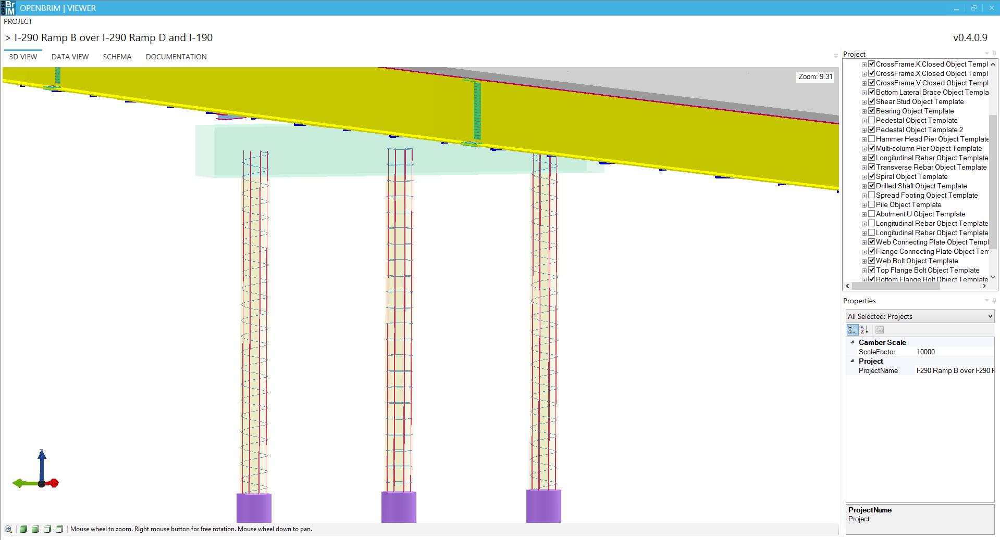 OPEN
BrIM
OPENBRIM | VIEWER
PROJECT
> I-290 Ramp B over I-290 Ramp D and I-190
v0.4.0.9
3D VIEW
DATA VIEW
SCHEMA
DOCUMENTATION
Zoom: 9.31
Z
Mouse wheel to zoom. Right mouse button for free rotation. Mouse wheel down to pan.
Project
CrossFrame.K.Closed Object Templ
CrossFrame.X.Closed Object Templ
CrossFrame.V.Closed Object Templ
Bottom Lateral Brace Object Templa
Shear Stud Object Template
Bearing Object Template
Pedestal Object Template
Pedestal Object Template 2
Hammer Head Pier Object Template
Multi-column Pier Object Template
Longitudinal Rebar Object Template
Transverse Rebar Object Template
Spiral Object Template
Drilled Shaft Object Template
Spread Footing Object Template
Pile Object Template
Abutment.U Object Template
Longitudinal Rebar Object Template
Longitudinal Rebar Object Template
Web Connecting Plate Object Templ
Flange Connecting Plate Object Tem
Web Bolt Object Template
Top Flange Bolt Object Template
Bottom Flange Bolt Object Template
Properties
All Selected: Projects
Camber Scale
ScaleFactor 10000
Project
ProjectName I-290 Ramp B over I-290 R
ProjectName
Project